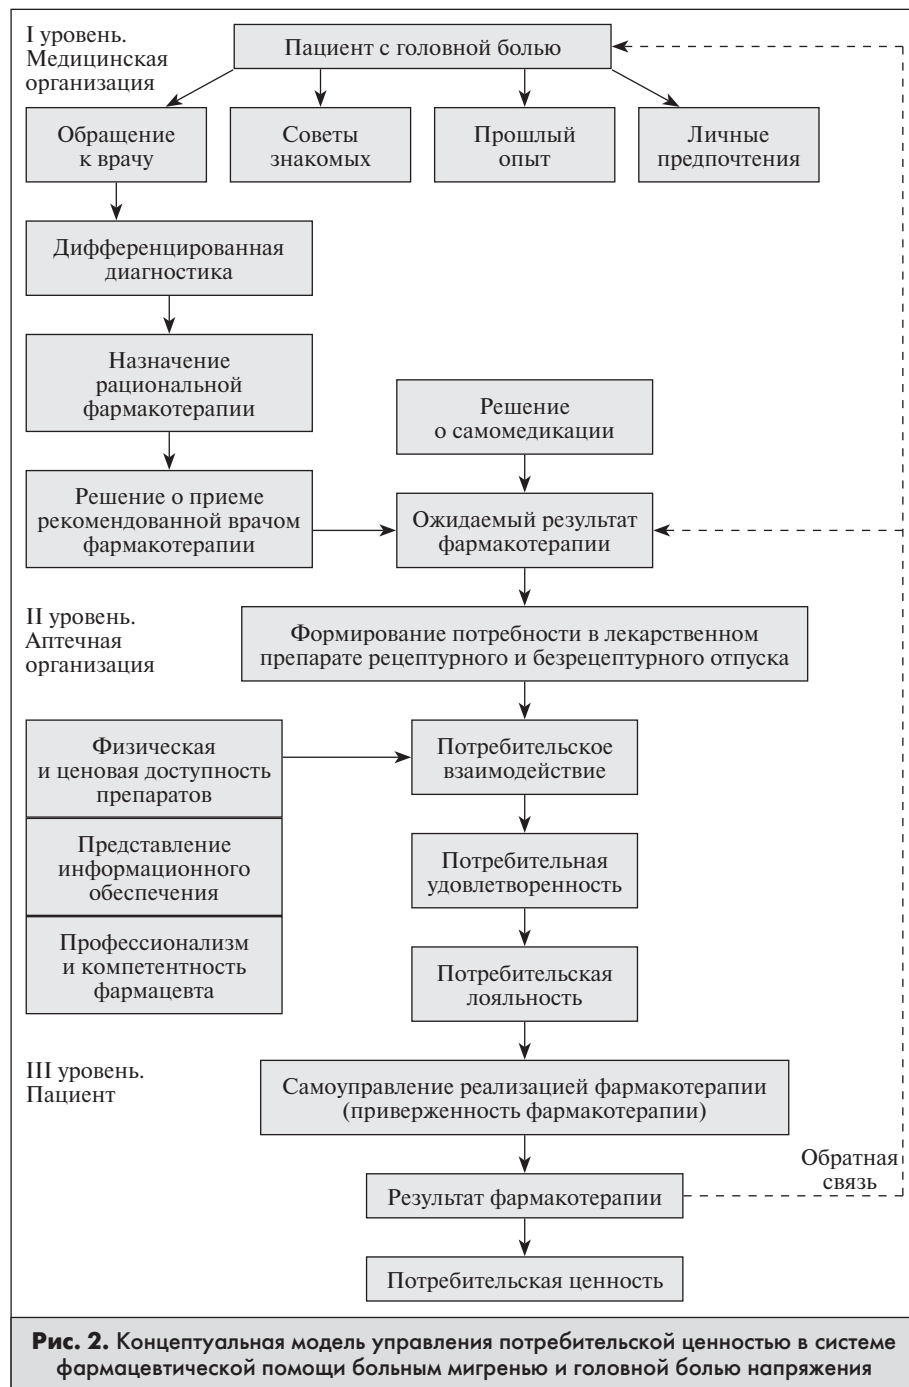 I уровень.
Медицинская
организация
Пациент с головной болью
Обращение
к врачу
Советы
знакомых
Прошлый
опыт
Личные
предпочтения
Дифференцированная
диагностика
Назначение
рациональной
фармакотерапии
Решение
о самомедикации
Решение о приеме
рекомендованной врачом
фармакотерапии
Ожидаемый результат
фармакотерапии
II уровень.
Аптечная
организация
Формирование потребности в лекарственном
препарате рецептурного и безрецептурного отпуска
Физическая
и ценовая доступность
препаратов
Потребительское
взаимодействие
Представление
информационного
обеспечения
Потребительная
удовлетворенность
Профессионализм
и компетентность
фармацевта
Потребительская
лояльность
III уровень.
Пациент
Самоуправление реализацией фармакотерапии
(приверженность фармакотерапии)
Обратная
связь
Результат фармакотерапии
Потребительская ценность
Рис. 2. Концептуальная модель управления потребительской ценностью в системе
фармацевтической помощи больным мигренью и головной болью напряжения